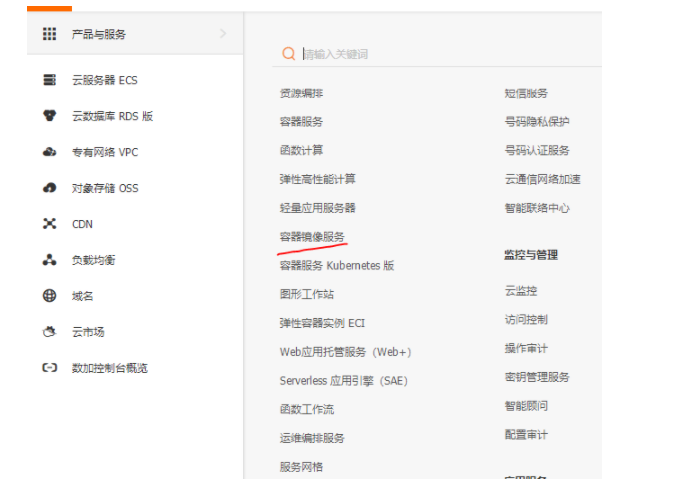 产品与服务
云服务器 ECS
云数据库 RDS 版
专有网络 VPC
对象存储 OSS
CDN
负载均衡
域名
云市场
数加控制台概览
请输入关键词
资源编排
容器服务
函数计算
弹性高性能计算
轻量应用服务器
容器镜像服务
容器服务 Kubernetes 版
图形工作站
弹性容器实例 ECI
Web应用托管服务（Web+）
Serverless 应用引擎（SAE）
函数工作流
运维编排服务
服务网格
短信服务
号码隐私保护
号码认证服务
云通信网络加速
智能联络中心
监控与管理
云监控
访问控制
操作审计
密钥管理服务
智能顾问
配置审计